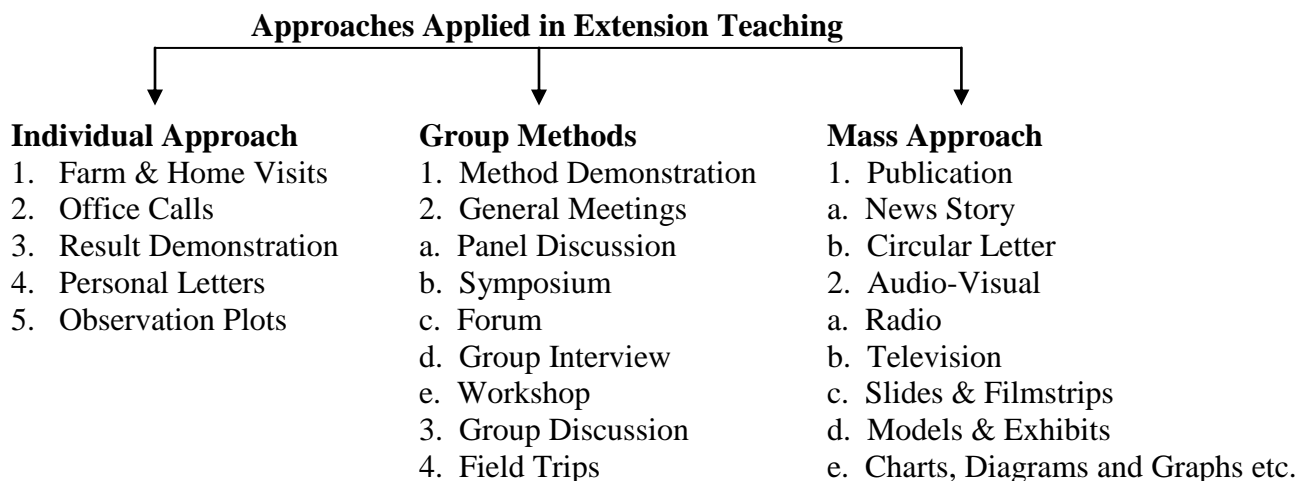 Approaches Applied in Extension Teaching
Individual Approach
1. Farm & Home Visits
2. Office Calls
3. Result Demonstration
4. Personal Letters
5. Observation Plots
Group Methods
1. Method Demonstration
2. General Meetings
a. Panel Discussion
b. Symposium
c. Forum
d. Group Interview
e. Workshop
3. Group Discussion
4. Field Trips
Mass Approach
1. Publication
a. News Story
b. Circular Letter
2. Audio-Visual
a. Radio
b. Television
c. Slides & Filmstrips
d. Models & Exhibits
e. Charts, Diagrams and Graphs etc.